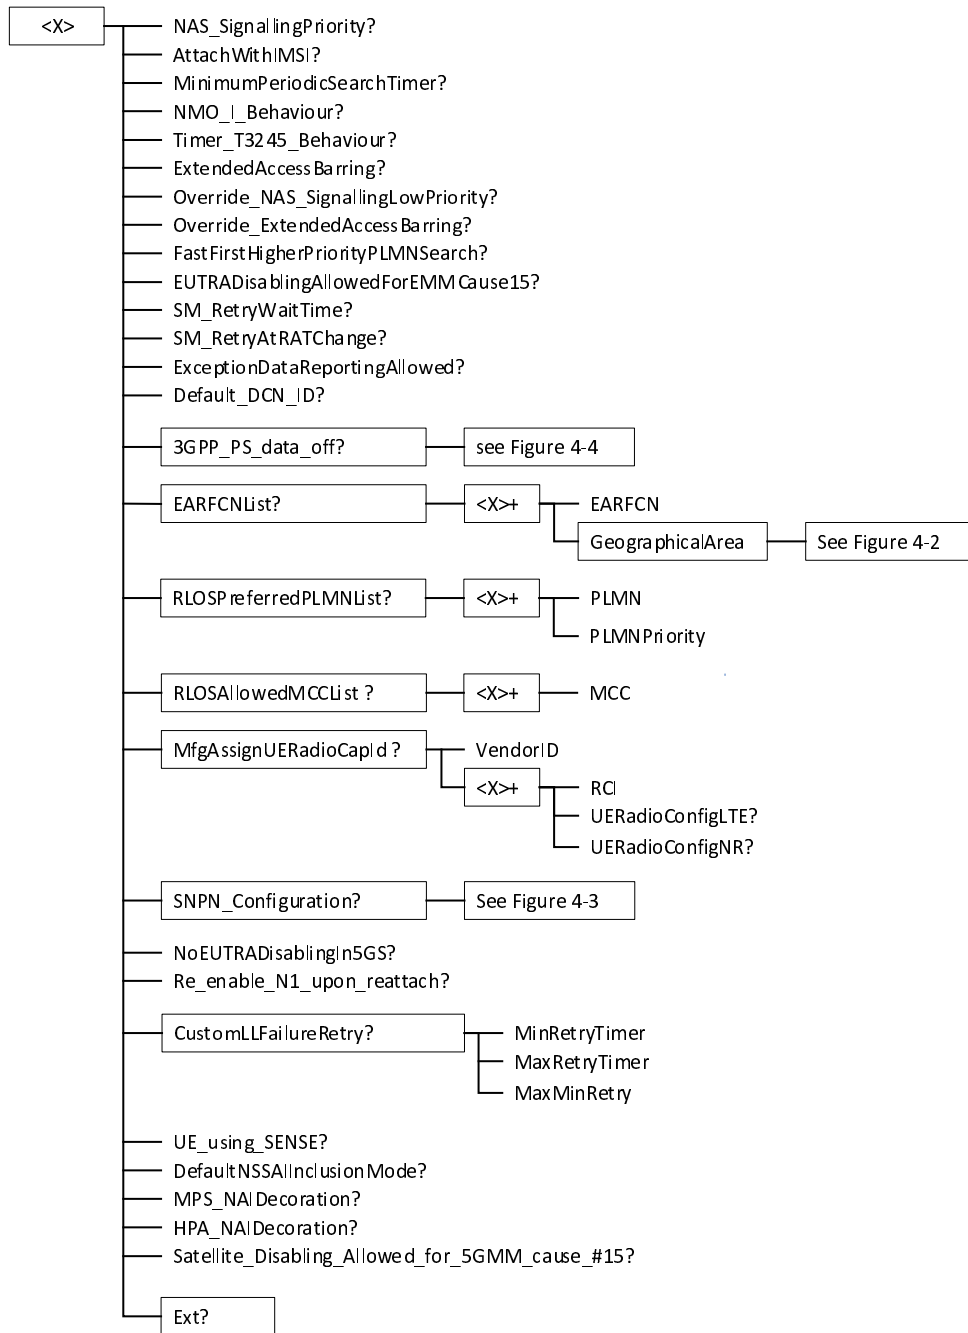 <X>
NAS_SignallingPriority?
AttachWithIMSI?
MinimumPeriodicSearchTimer?
NMO_I_Behaviour?
Timer_T3245_Behaviour?
ExtendedAccessBarring?
Override_NAS_SignallingLowPriority?
Override_ExtendedAccessBarring?
FastFirstHigherPriorityPLMNSearch?
EUTRADisablingAllowedForEMMCause15?
SM_RetryWaitTime?
SM_RetryAtRATChange?
ExceptionDataReportingAllowed?
Default_DCN_ID?
3GPP_PS_data_off? see Figure 4-4
EARFCNList? <X>+ EARFCN
GeographicalArea See Figure 4-2
RLOSPreferredPLMNList? <X>+ PLMN
PLMNPriority
RLOSAllowedMCCList ? <X>+ MCC
MfgAssignUERadioCapId ? VendorID
<X>+ RCI
UERadioConfigLTE?
UERadioConfigNR?
SNPN_Configuration? See Figure 4-3
NoEUTRADisablingIn5GS?
Re_enable_N1_upon_reattach?
CustomLLFailureRetry? MinRetryTimer
MaxRetryTimer
MaxMinRetry
UE_using_SENSE?
DefaultNSSAIInclusionMode?
MPS_NAIDecoration?
HPA_NAIDecoration?
Satellite_Disabling_Allowed_for_5GMM_cause_#15?
Ext?